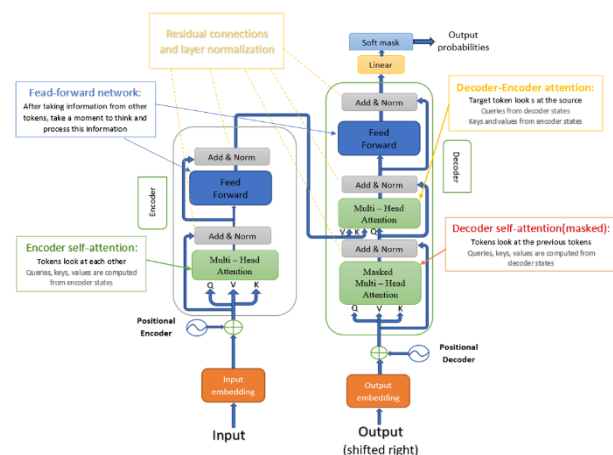 Residual connections
and layer normalization
Soft mask
Output
probabilities
Linear
Fead-forward network:
After taking information from other
tokens, take a moment to think and
process this information
Add & Norm
Feed
Forward
Decoder-Encoder attention:
Target token look s at the source
Queries from decoder states
Keys and values from encoder states
Add & Norm
Feed
Forward
Encoder
Decoder
Add & Norm
Multi – Head
Attention
V K Q
Encoder self-attention:
Tokens look at each other
Queries, keys, values are computed
from encoder states
Add & Norm
Multi – Head
Attention
Q V K
Decoder self-attention(masked):
Tokens look at the previous tokens
Queries, keys, values are computed from
decoder states
Add & Norm
Masked
Multi – Head
Attention
Q V K
Positional
Encoder
Positional
Decoder
Input
embedding
Output
embedding
Input
Output
(shifted right)